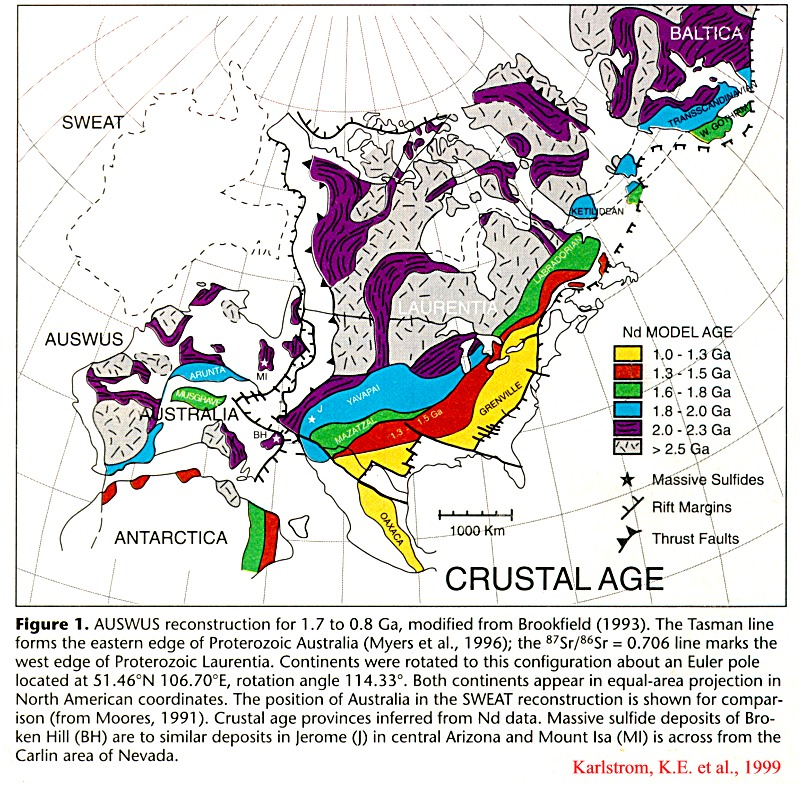 BALTICA
TRANSSCANDINAVIAN
W. GOTHIAN
SWEAT
KETILIDEAN
LABRADORIAN
LAURENTIA
AUSWUS
Nd MODEL AGE
1.0 - 1.3 Ga
1.3 - 1.5 Ga
1.6 - 1.8 Ga
1.8 - 2.0 Ga
2.0 - 2.3 Ga
> 2.5 Ga
Massive Sulfides
Rift Margins
Thrust Faults
ARUNTA
MI
MUSGRAVE
AUSTRALIA
BH
J
YAVAPAI
MAZATZAL
1.3 - 1.5 Ga
GRENVILLE
OAXACA
ANTARCTICA
1000 Km
CRUSTAL AGE
Figure 1. AUSWUS reconstruction for 1.7 to 0.8 Ga, modified from Brookfield (1993). The Tasman line
forms the eastern edge of Proterozoic Australia (Myers et al., 1996); the 87Sr/86Sr = 0.706 line marks the
west edge of Proterozoic Laurentia. Continents were rotated to this configuration about an Euler pole
located at 51.46°N 106.70°E, rotation angle 114.33°. Both continents appear in equal-area projection in
North American coordinates. The position of Australia in the SWEAT reconstruction is shown for compar-
ison (from Moores, 1991). Crustal age provinces inferred from Nd data. Massive sulfide deposits of Bro-
ken Hill (BH) are to similar deposits in Jerome (J) in central Arizona and Mount Isa (MI) is across from the
Carlin area of Nevada.
Karlstrom, K.E. et al., 1999